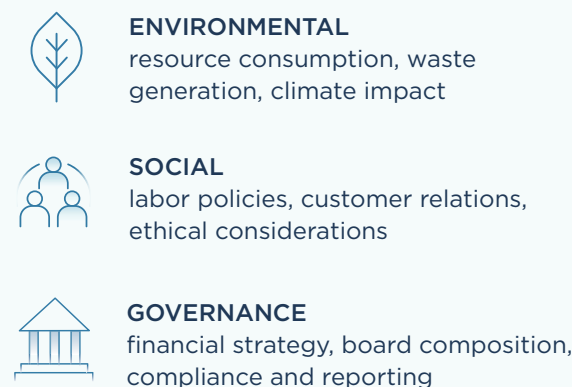 ENVIRONMENTAL
resource consumption, waste
generation, climate impact
SOCIAL
labor policies, customer relations,
ethical considerations
GOVERNANCE
financial strategy, board composition,
compliance and reporting